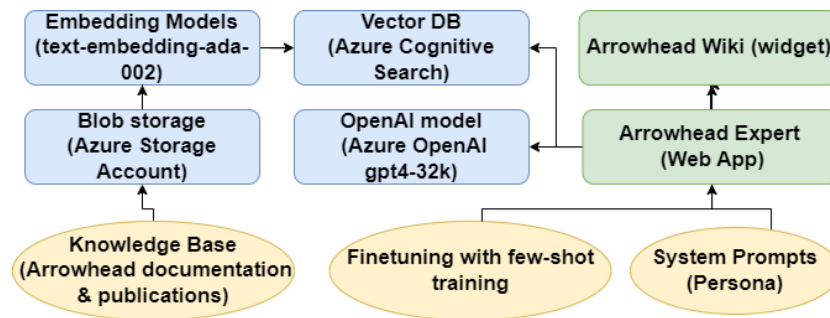 Embedding Models
(text-embedding-ada-
002)
Vector DB
(Azure Cognitive
Search)
Arrowhead Wiki (widget)
Blob storage
(Azure Storage
Account)
OpenAI model
(Azure OpenAI
gpt4-32k)
Arrowhead Expert
(Web App)
Knowledge Base
(Arrowhead documentation
& publications)
Finetuning with few-shot
training
System Prompts
(Persona)